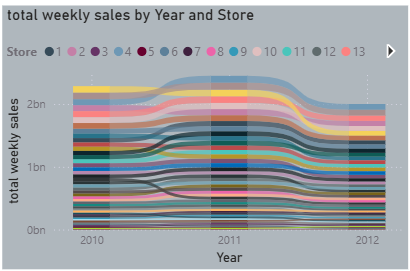 total weekly sales by Year and Store
Store 1 2 3 4 5 6 7 8 9 10 11 12 13
total weekly sales
2bn
1bn
0bn
2010 2011 2012
Year